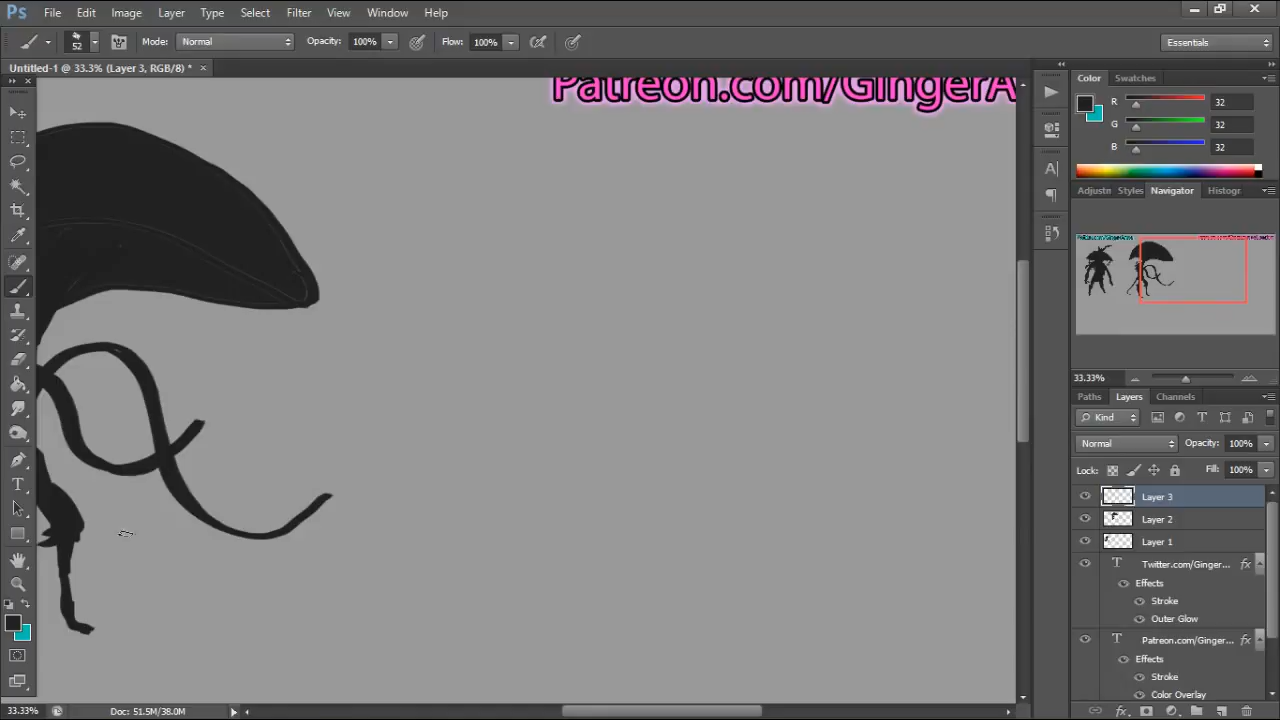 Ps File Edit Image Layer Type Select Filter View Window Help
52 Mode: Normal Opacity: 100% Flow: 100% Essentials
Untitled-1 @ 33.3% (Layer 3, RGB/8) * ×
Patreon.com/GingerA
Color Swatches
R 32
G 32
B 32
Adjustm Styles Navigator Histogr
33.33%
Paths Layers Channels
Kind T
Normal Opacity: 100%
Lock: Fill: 100%
Layer 3
Layer 2
Layer 1
T Twitter.com/Ginger... fx
Effects
Stroke
Outer Glow
T Patreon.com/Ginger... fx
Effects
Stroke
Color Overlay
33.33% Doc: 51.5M/38.0M